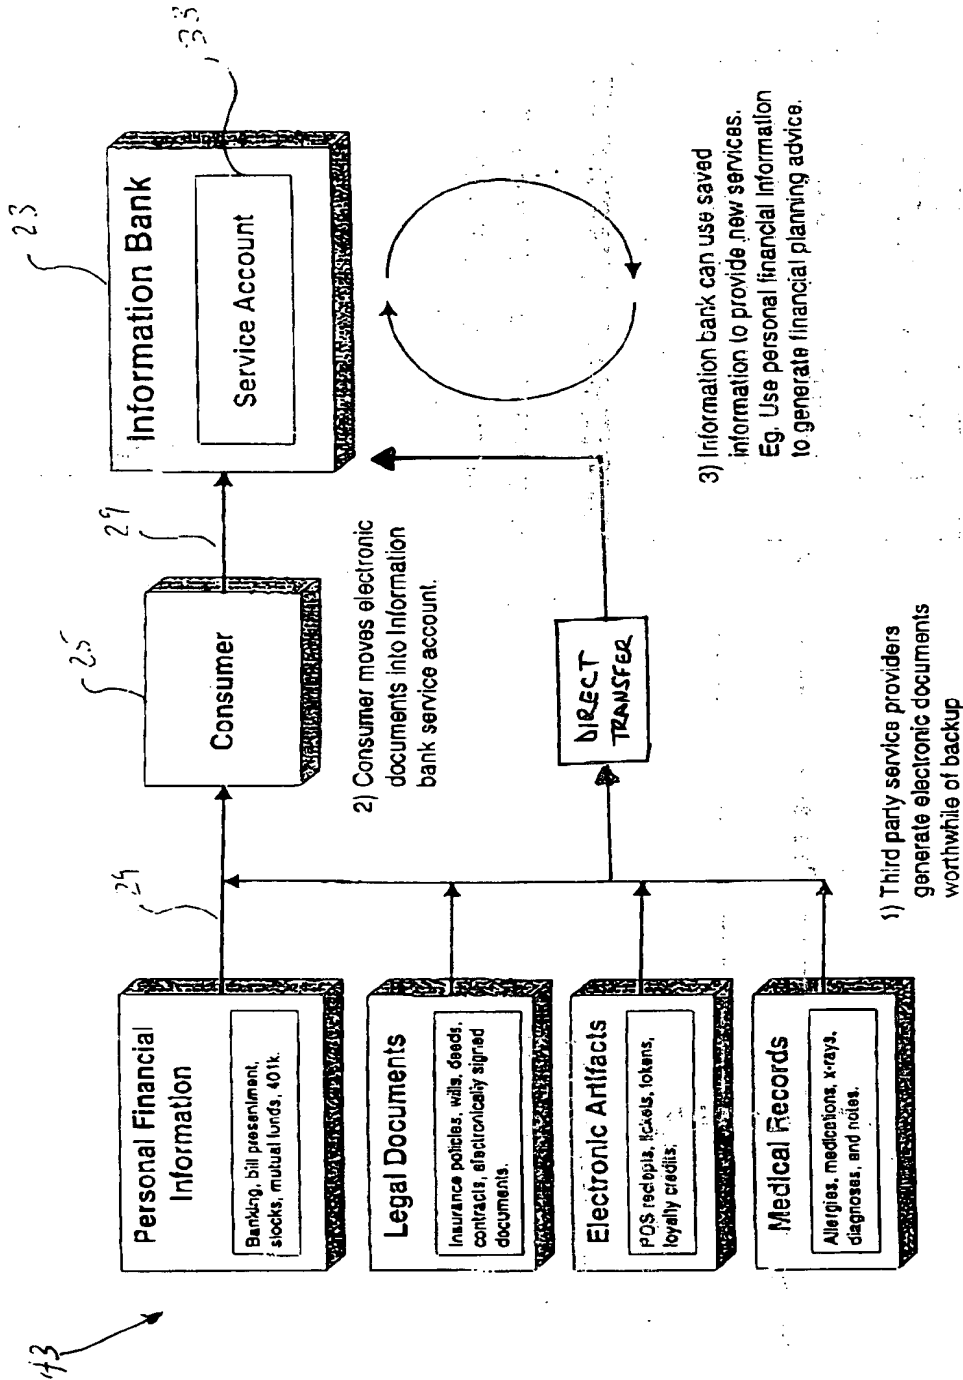 43
Personal Financial
Information
Banking, bill presentment,
stocks, mutual funds, 401k.
Legal Documents
Insurance policies, wills, deeds,
contracts, electronically signed
documents.
Electronic Artifacts
POS reciepts, tickets, tokens,
loyalty credits.
Medical Records
Allergies, medications, x-rays,
diagnoses, and notes.
1) Third party service providers
generate electronic documents
worthwhile of backup
24
25
Consumer
2) Consumer moves electronic
documents into Information
bank service account.
DIRECT
TRANSFER
29
23
Information Bank
33
Service Account
3) Information bank can use saved
information to provide new services.
Eg. Use personal financial Information
to generate financial planning advice.